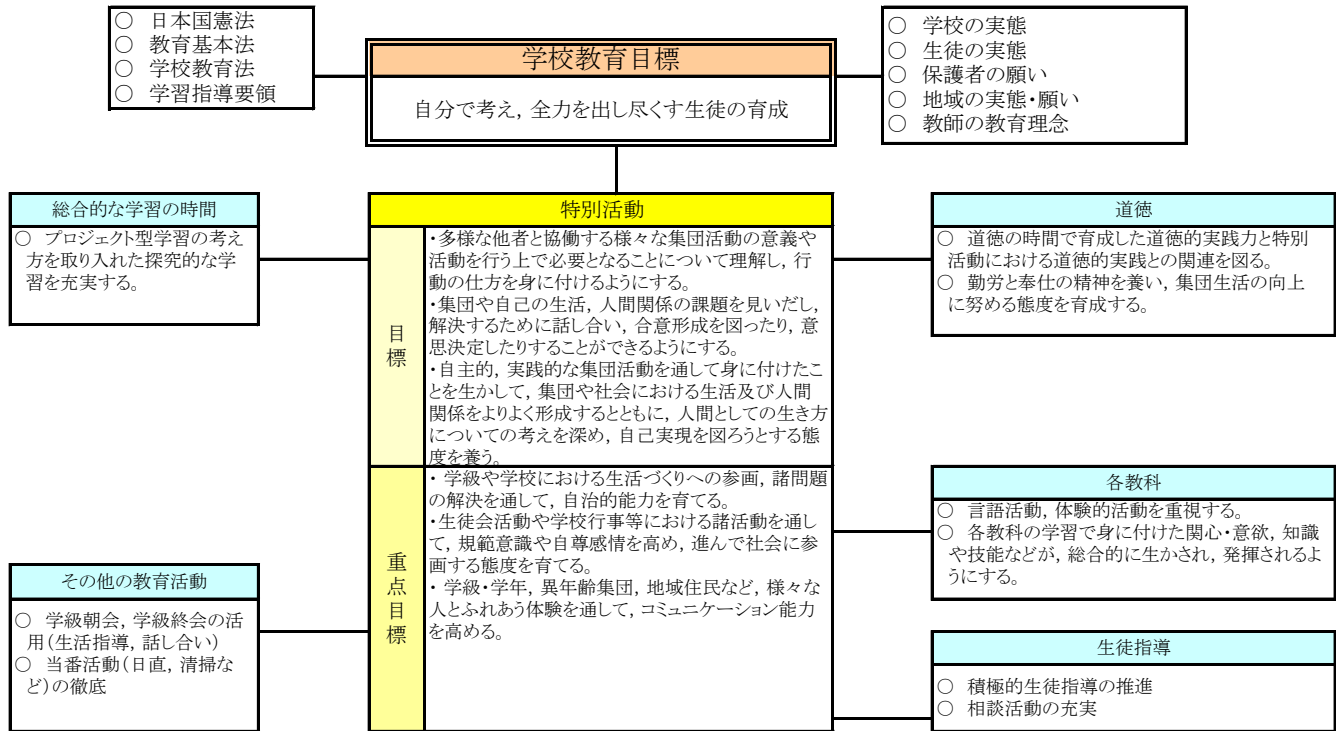 ○ 日本国憲法
○ 教育基本法
○ 学校教育法
○ 学習指導要領
学校教育目標
自分で考え, 全力を出し尽くす生徒の育成
○ 学校の実態
○ 生徒の実態
○ 保護者の願い
○ 地域の実態・願い
○ 教師の教育理念
総合的な学習の時間
○ プロジェクト型学習の考え
方を取り入れた探究的な学
習を充実する。
特別活動
目標
・多様な他者と協働する様々な集団活動の意義や
活動を行う上で必要となることについて理解し, 行
動の仕方を身に付けるようにする。
・集団や自己の生活, 人間関係の課題を見いだし,
解決するために話し合い, 合意形成を図ったり, 意
思決定したりすることができるようにする。
・自主的, 実践的な集団活動を通して身に付けたこ
とを生かして, 集団や社会における生活及び人間
関係をよりよく形成するとともに, 人間としての生き方
についての考えを深め, 自己実現を図ろうとする態
度を養う。
重点目標
・ 学級や学校における生活づくりへの参画, 諸問題
の解決を通して, 自治的能力を育てる。
・生徒会活動や学校行事等における諸活動を通し
て, 規範意識や自尊感情を高め, 進んで社会に参
画する態度を育てる。
・ 学級・学年, 異年齢集団, 地域住民など, 様々な
人とふれあう体験を通して, コミュニケーション能力
を高める。
道徳
○ 道徳の時間で育成した道徳的実践力と特別
活動における道徳的実践との関連を図る。
○ 勤労と奉仕の精神を養い, 集団生活の向上
に努める態度を育成する。
各教科
○ 言語活動, 体験的活動を重視する。
○ 各教科の学習で身に付けた関心・意欲, 知識
や技能などが, 総合的に生かされ, 発揮されるよ
うにする。
その他の教育活動
○ 学級朝会, 学級終会の活
用(生活指導, 話し合い)
○ 当番活動(日直, 清掃な
ど)の徹底
生徒指導
○ 積極的生徒指導の推進
○ 相談活動の充実